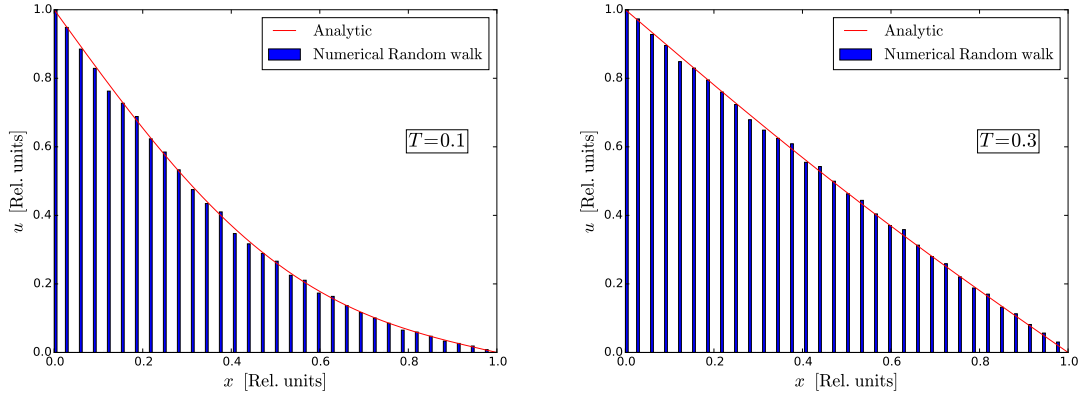 Analytic
Numerical Random walk
T=0.1
u [Rel. units]
1.0
0.8
0.6
0.4
0.2
0.0
0.0 0.2 0.4 0.6 0.8 1.0
x [Rel. units]
Analytic
Numerical Random walk
T=0.3
u [Rel. units]
1.0
0.8
0.6
0.4
0.2
0.0
0.0 0.2 0.4 0.6 0.8 1.0
x [Rel. units]